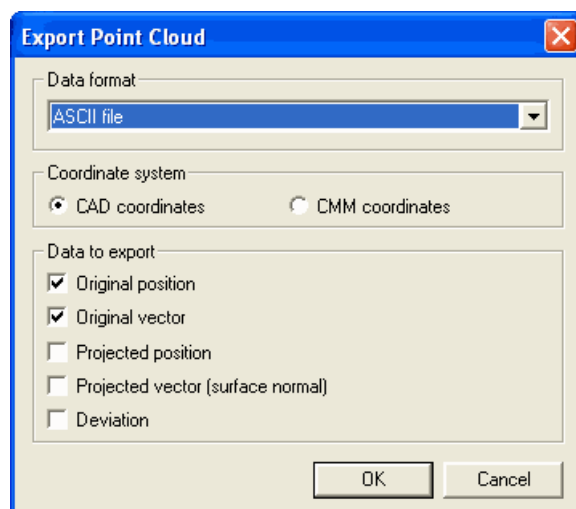 Export Point Cloud
Data format
ASCII file
Coordinate system
CAD coordinates CMM coordinates
Data to export
Original position
Original vector
Projected position
Projected vector (surface normal)
Deviation
OK Cancel